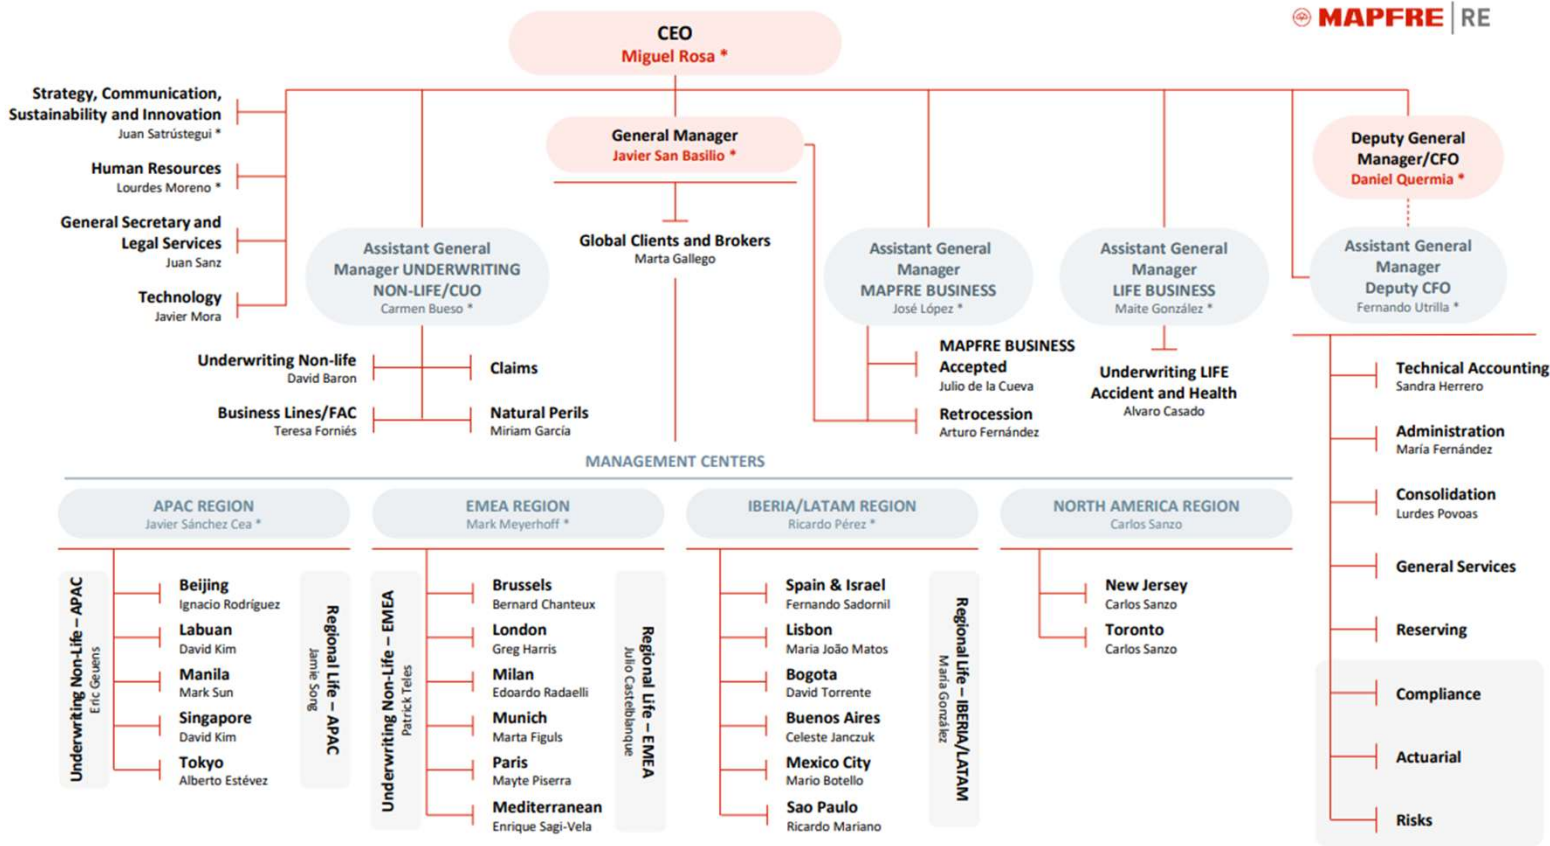 MAPFRE RE
CEO
Miguel Rosa *
Strategy, Communication,
Sustainability and Innovation
Juan Satrústegui *
Human Resources
Lourdes Moreno *
General Secretary and
Legal Services
Juan Sanz
Technology
Javier Mora
General Manager
Javier San Basilio *
Deputy General
Manager/CFO
Daniel Quermia *
Assistant General
Manager UNDERWRITING
NON-LIFE/CUO
Carmen Bueso *
Global Clients and Brokers
Marta Gallego
Assistant General
Manager
MAPFRE BUSINESS
José López *
Assistant General
Manager
LIFE BUSINESS
Maite González *
Assistant General
Manager
Deputy CFO
Fernando Utrilla *
Underwriting Non-life
David Baron
Claims
Business Lines/FAC
Teresa Forniés
Natural Perils
Miriam García
MAPFRE BUSINESS
Accepted
Julio de la Cueva
Retrocession
Arturo Fernández
Underwriting LIFE
Accident and Health
Alvaro Casado
Technical Accounting
Sandra Herrero
Administration
María Fernández
Consolidation
Lurdes Povoas
General Services
Reserving
Compliance
Actuarial
Risks
MANAGEMENT CENTERS
APAC REGION
Javier Sánchez Cea *
Underwriting Non-Life – APAC
Eric Geuens
Beijing
Ignacio Rodríguez
Labuan
David Kim
Manila
Mark Sun
Singapore
David Kim
Tokyo
Alberto Estévez
Regional Life – APAC
Jamie Song
EMEA REGION
Mark Meyerhoff *
Underwriting Non-Life – EMEA
Patrick Teles
Brussels
Bernard Chanteux
London
Greg Harris
Milan
Edoardo Radaelli
Munich
Marta Figuls
Paris
Mayte Piserra
Mediterranean
Enrique Sagi-Vela
Regional Life – EMEA
Julio Castelblanque
IBERIA/LATAM REGION
Ricardo Pérez *
Spain & Israel
Fernando Sadornil
Lisbon
Maria João Matos
Bogota
David Torrente
Buenos Aires
Celeste Janczuk
Mexico City
Mario Botello
Sao Paulo
Ricardo Mariano
Regional Life – IBERIA/LATAM
María González
NORTH AMERICA REGION
Carlos Sanzo
New Jersey
Carlos Sanzo
Toronto
Carlos Sanzo